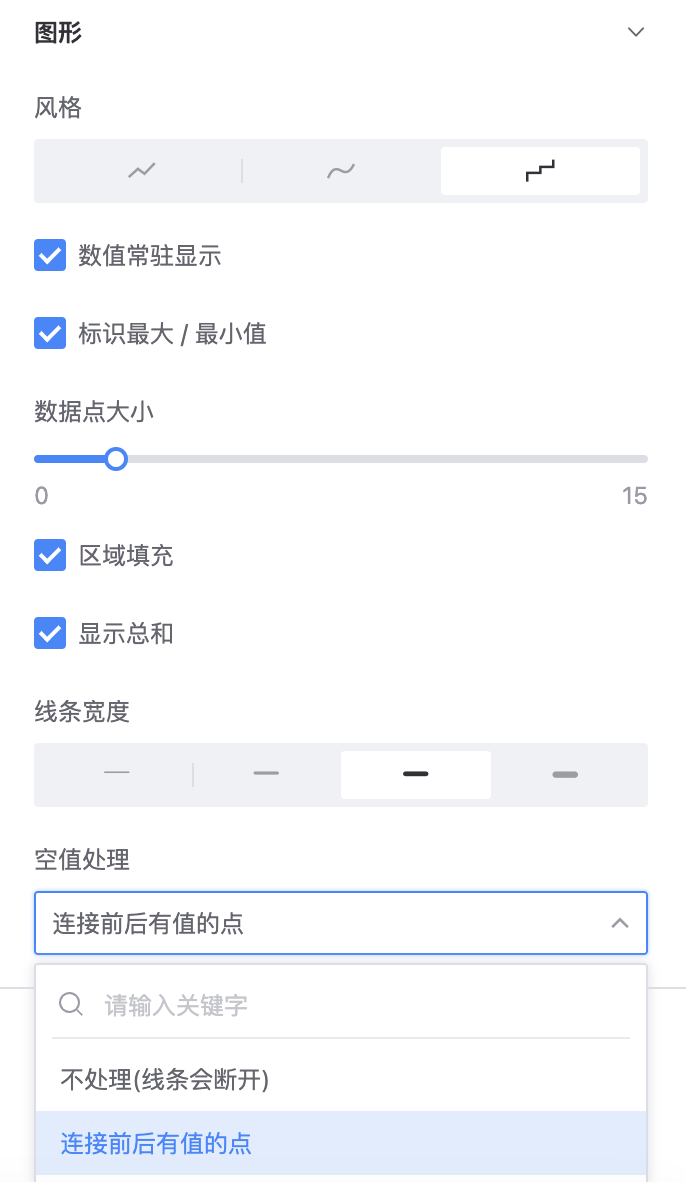 图形
风格
数值常驻显示
标识最大 / 最小值
数据点大小
0
15
区域填充
显示总和
线条宽度
空值处理
连接前后有值的点
请输入关键字
不处理(线条会断开)
连接前后有值的点